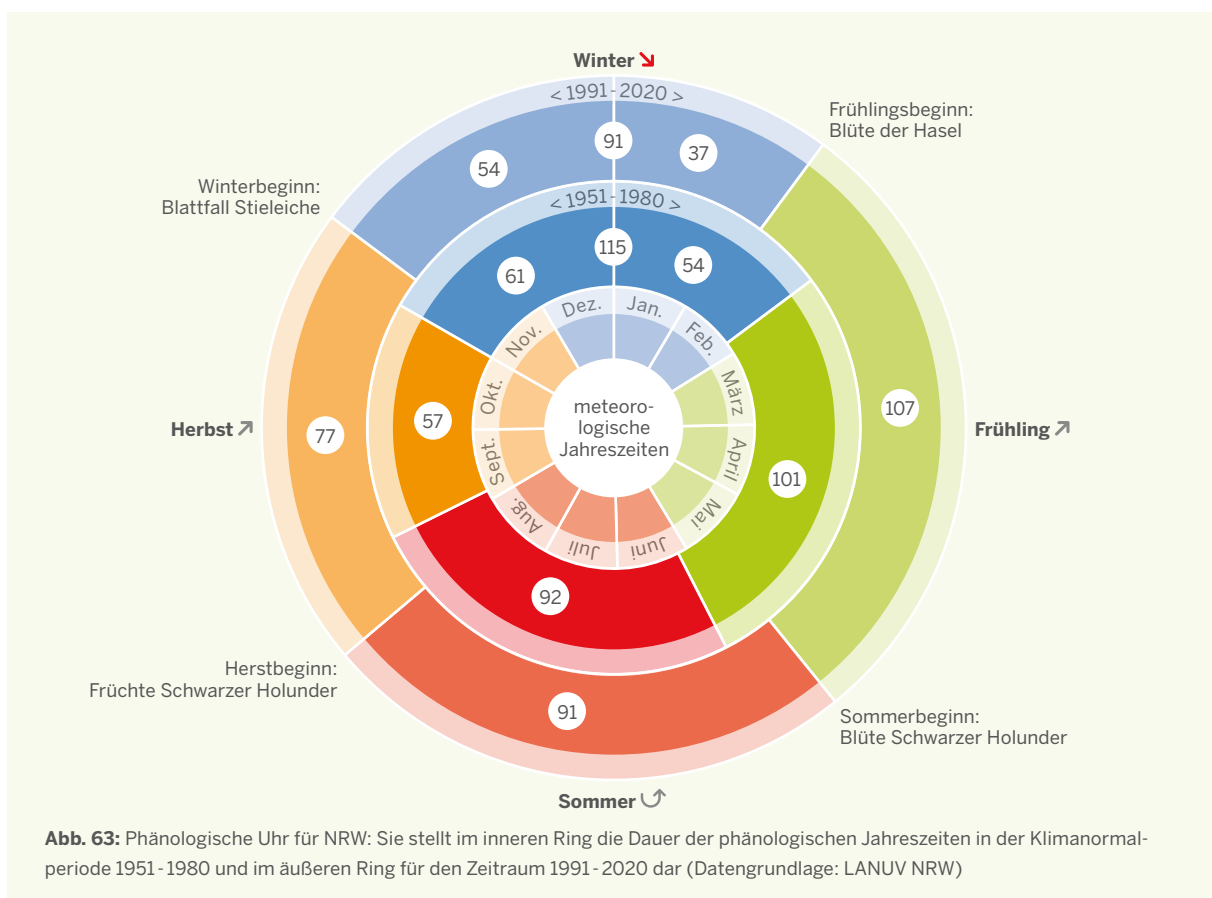 Winter
< 1991 - 2020 >
Frühlingsbeginn:
Blüte der Hasel
91
37
54
Winterbeginn:
Blattfall Stieleiche
< 1951 - 1980 >
115
54
61
Dez.
Jan.
Nov.
Feb.
Okt.
März
meteoro-
logische
Jahreszeiten
Sept.
April
Aug.
Mai
Juli
Juni
Herbst
77
57
107
Frühling
101
92
91
Herstbeginn:
Früchte Schwarzer Holunder
Sommerbeginn:
Blüte Schwarzer Holunder
Sommer
Abb. 63: Phänologische Uhr für NRW: Sie stellt im inneren Ring die Dauer der phänologischen Jahreszeiten in der Klimanormal-
periode 1951 - 1980 und im äußeren Ring für den Zeitraum 1991 - 2020 dar (Datengrundlage: LANUV NRW)